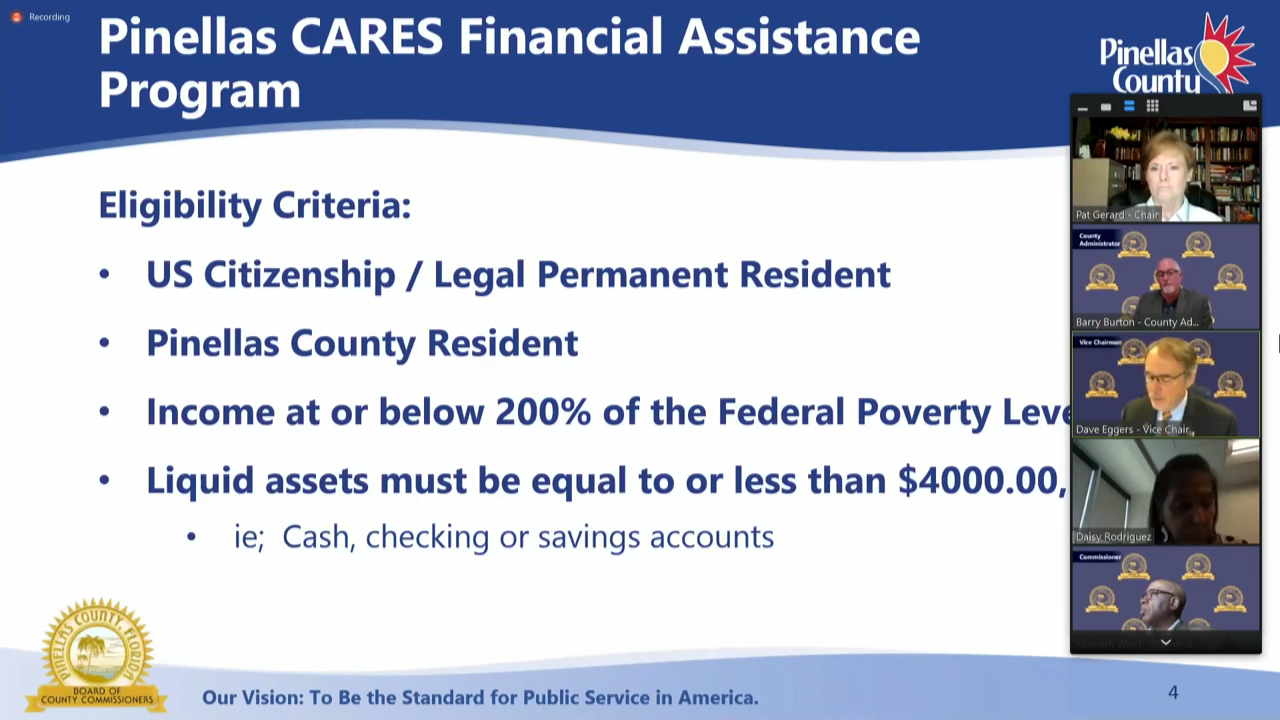 Recording
Pinellas CARES Financial Assistance
Program
Pinellas
County
Eligibility Criteria:
• US Citizenship / Legal Permanent Resident
• Pinellas County Resident
• Income at or below 200% of the Federal Poverty Leve
• Liquid assets must be equal to or less than $4000.00,
• ie; Cash, checking or savings accounts
Pat Gerard - Chair
County
Administrator
Barry Burton - County Ad...
Vice Chairman
Dave Eggers - Vice Chair...
Daisy Rodriguez
Commissioner
PINELLAS COUNTY, FLORIDA
BOARD OF
COUNTY COMMISSIONERS
Our Vision: To Be the Standard for Public Service in America.
4